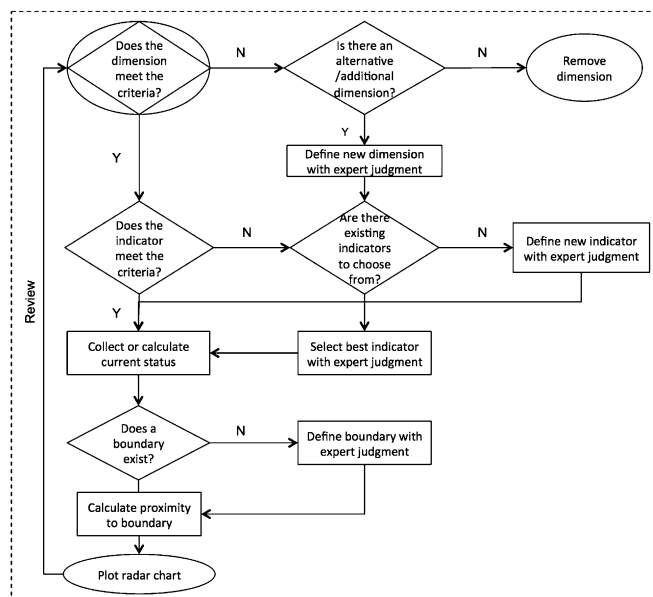 Does the
dimension
meet the
criteria?
N
Is there an
alternative
/additional
dimension?
N
Remove
dimension
Y
Y
Define new dimension
with expert judgment
Does the
indicator
meet the
criteria?
N
Are there
existing
indicators
to choose
from?
N
Define new indicator
with expert judgment
Review
Y
Collect or calculate
current status
Select best indicator
with expert judgment
Does a
boundary
exist?
N
Define boundary with
expert judgment
Calculate proximity
to boundary
Plot radar chart